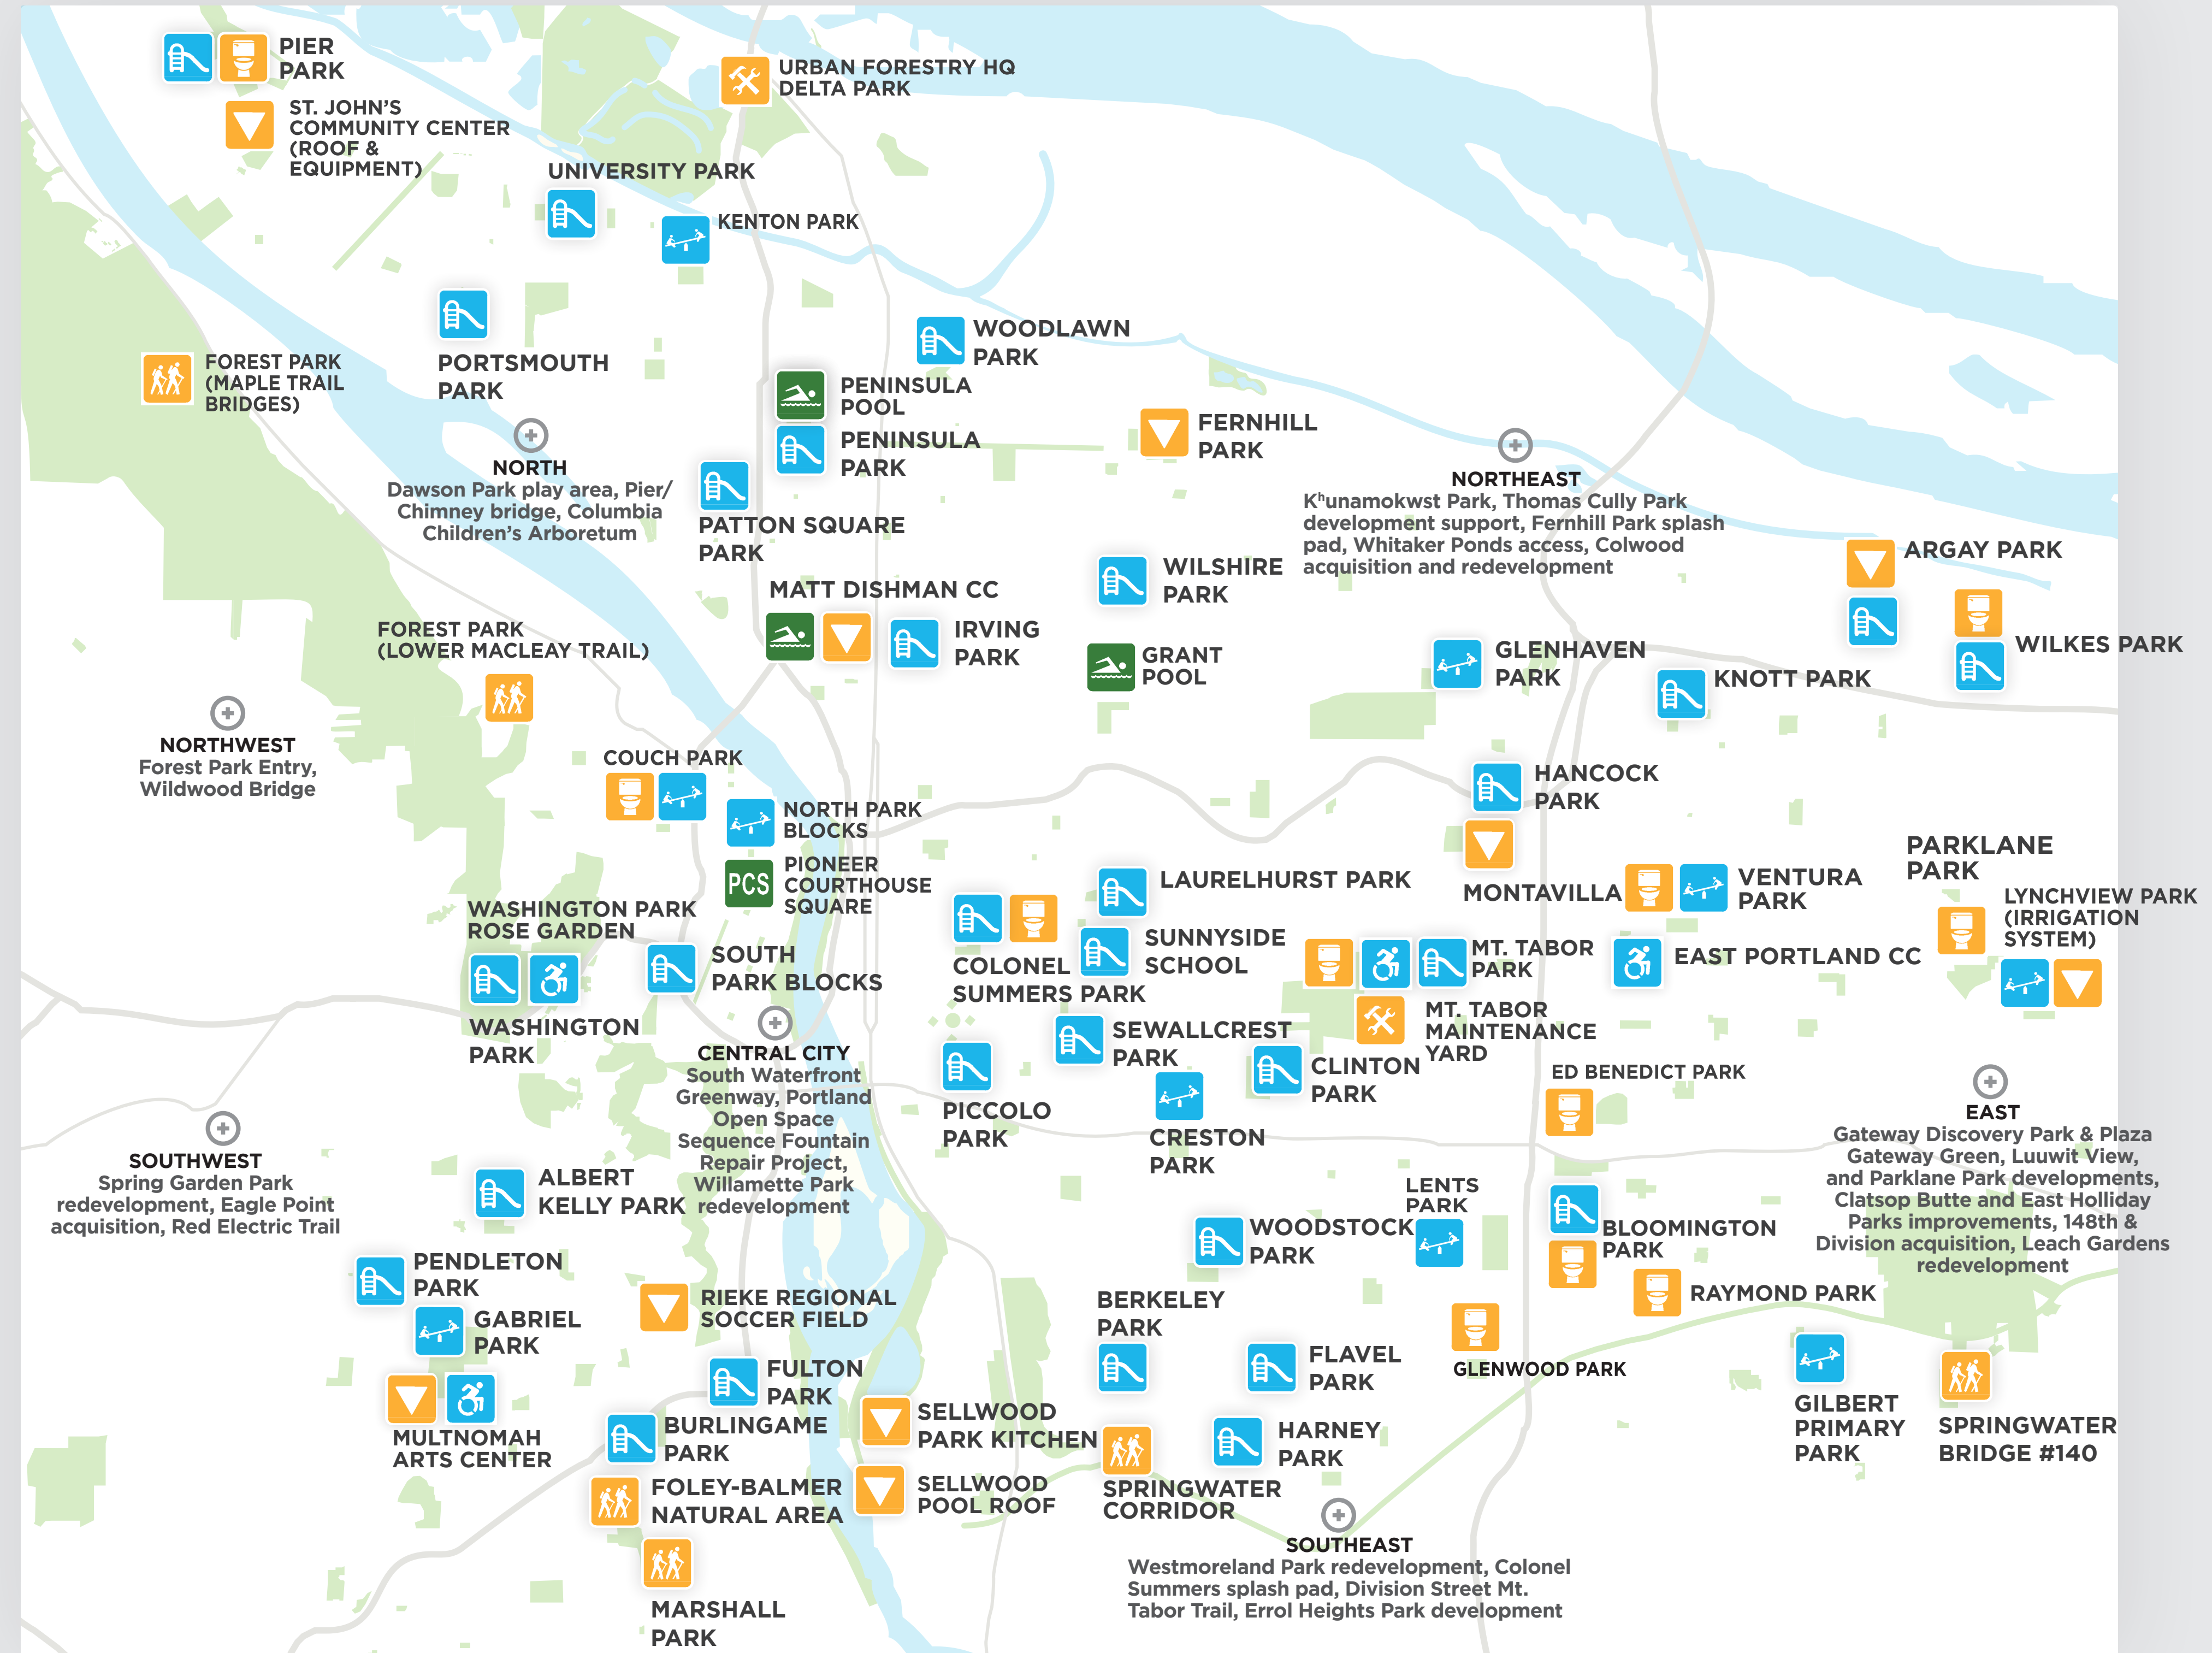 PIER
PARK
ST. JOHN'S
COMMUNITY CENTER
(ROOF &
EQUIPMENT)
URBAN FORESTRY HQ
DELTA PARK
UNIVERSITY PARK
KENTON PARK
PORTSMOUTH
PARK
WOODLAWN
PARK
FOREST PARK
(MAPLE TRAIL
BRIDGES)
PENINSULA
POOL
PENINSULA
PARK
FERNHILL
PARK
NORTH
Dawson Park play area, Pier/
Chimney bridge, Columbia
Children's Arboretum
PATTON SQUARE
PARK
NORTHEAST
Kʰunamokwst Park, Thomas Cully Park
development support, Fernhill Park splash
pad, Whitaker Ponds access, Colwood
acquisition and redevelopment
ARGAY PARK
WILSHIRE
PARK
MATT DISHMAN CC
IRVING
PARK
FOREST PARK
(LOWER MACLEAY TRAIL)
GRANT
POOL
GLENHAVEN
PARK
WILKES PARK
KNOTT PARK
NORTHWEST
Forest Park Entry,
Wildwood Bridge
COUCH PARK
NORTH PARK
BLOCKS
HANCOCK
PARK
PCS
PIONEER
COURTHOUSE
SQUARE
MONTAVILLA
VENTURA
PARK
PARKLANE
PARK
LYNCHVIEW PARK
(IRRIGATION
SYSTEM)
LAURELHURST PARK
WASHINGTON PARK
ROSE GARDEN
WASHINGTON
PARK
SOUTH
PARK BLOCKS
COLONEL
SUMMERS PARK
SUNNYSIDE
SCHOOL
MT. TABOR
PARK
EAST PORTLAND CC
MT. TABOR
MAINTENANCE
YARD
SEWALLCREST
PARK
CENTRAL CITY
South Waterfront
Greenway, Portland
Open Space
Sequence Fountain
Repair Project,
Willamette Park
redevelopment
PICCOLO
PARK
CLINTON
PARK
CRESTON
PARK
ED BENEDICT PARK
EAST
Gateway Discovery Park & Plaza
Gateway Green, Luuwit View,
and Parklane Park developments,
Clatsop Butte and East Holliday
Parks improvements, 148th &
Division acquisition, Leach Gardens
redevelopment
SOUTHWEST
Spring Garden Park
redevelopment, Eagle Point
acquisition, Red Electric Trail
ALBERT
KELLY PARK
LENTS
PARK
WOODSTOCK
PARK
BLOOMINGTON
PARK
PENDLETON
PARK
GABRIEL
PARK
RIEKE REGIONAL
SOCCER FIELD
RAYMOND PARK
BERKELEY
PARK
GLENWOOD PARK
FLAVEL
PARK
FULTON
PARK
MULTNOMAH
ARTS CENTER
BURLINGAME
PARK
SELLWOOD
PARK KITCHEN
HARNEY
PARK
GILBERT
PRIMARY
PARK
SPRINGWATER
BRIDGE #140
FOLEY-BALMER
NATURAL AREA
SELLWOOD
POOL ROOF
SPRINGWATER
CORRIDOR
SOUTHEAST
Westmoreland Park redevelopment, Colonel
Summers splash pad, Division Street Mt.
Tabor Trail, Errol Heights Park development
MARSHALL
PARK